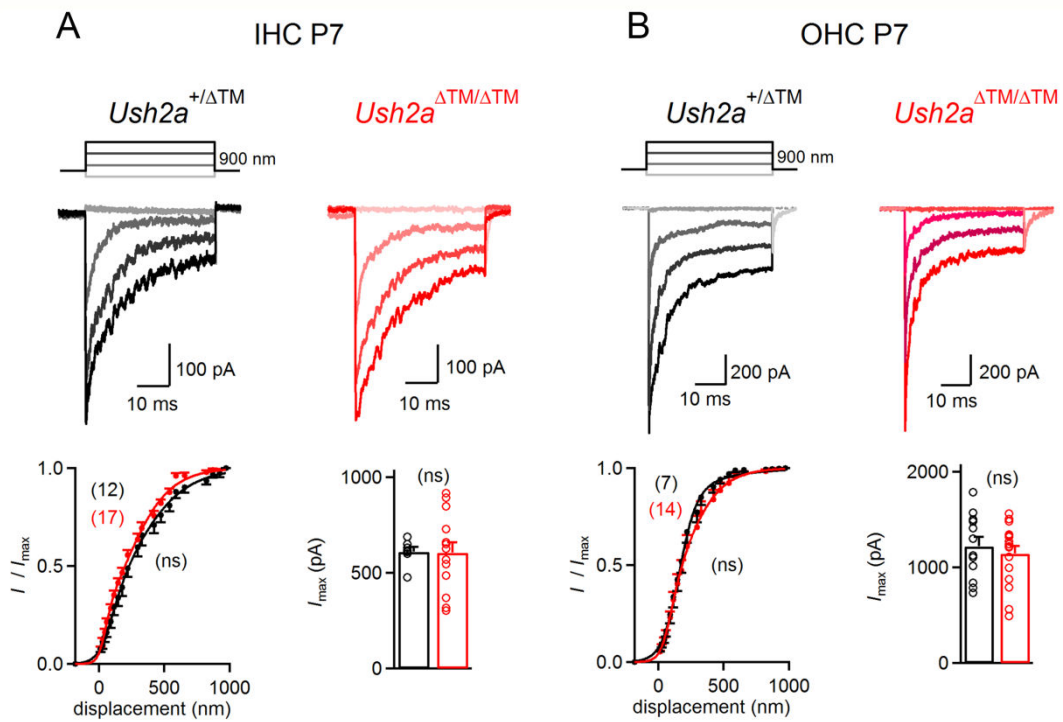 A
IHC P7
Ush2a+/ΔTM
Ush2aΔTM/ΔTM
900 nm
100 pA
10 ms
100 pA
10 ms
1.0
0.5
0.0
I / Imax
(12)
(17)
(ns)
0
500
1000
displacement (nm)
1000
500
0
Imax (pA)
(ns)
B
OHC P7
Ush2a+/ΔTM
Ush2aΔTM/ΔTM
900 nm
200 pA
10 ms
200 pA
10 ms
1.0
0.5
0.0
I / Imax
(7)
(14)
(ns)
0
500
1000
displacement (nm)
2000
1000
0
Imax (pA)
(ns)